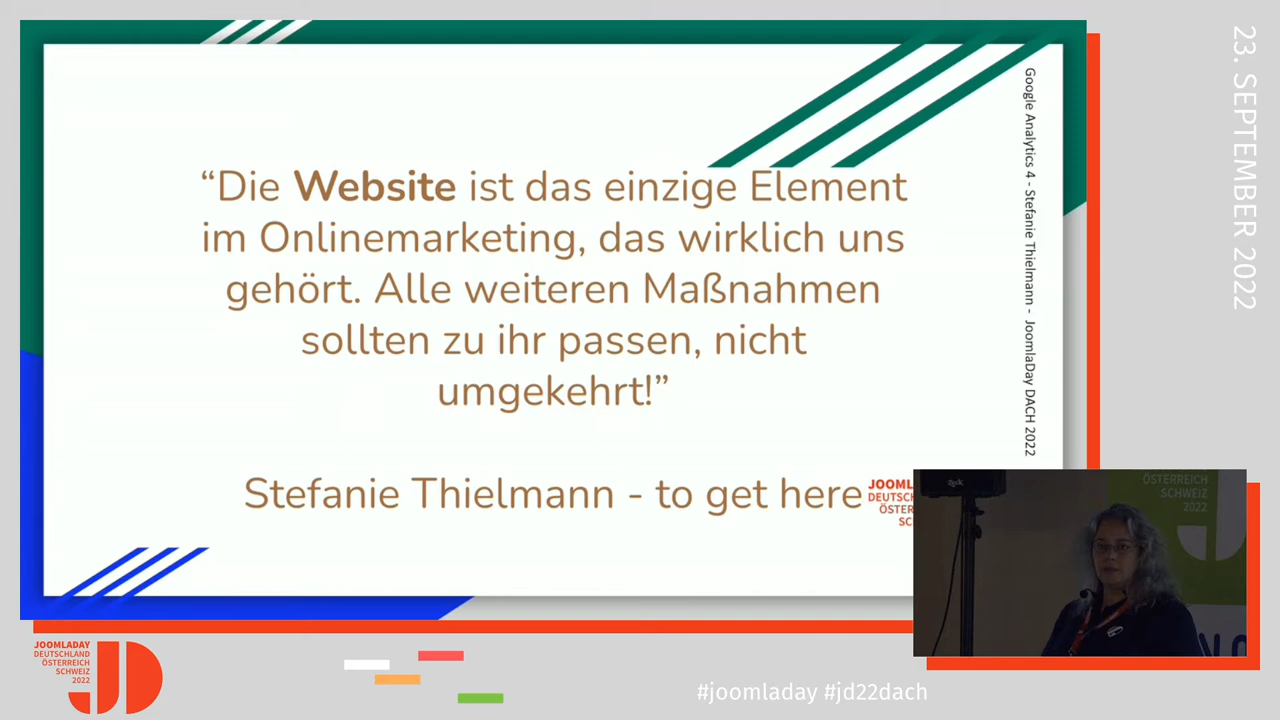 “Die Website ist das einzige Element
im Onlinemarketing, das wirklich uns
gehört. Alle weiteren Maßnahmen
sollten zu ihr passen, nicht
umgekehrt!”
Stefanie Thielmann - to get here
Google Analytics 4 - Stefanie Thielmann - JoomlaDay DACH 2022
23. SEPTEMBER 2022
ÖSTERREICH
SCHWEIZ
2022
JOOMLADAY
DEUTSCHLAND
ÖSTERREICH
SCHWEIZ
2022
JD
#joomladay #jd22dach